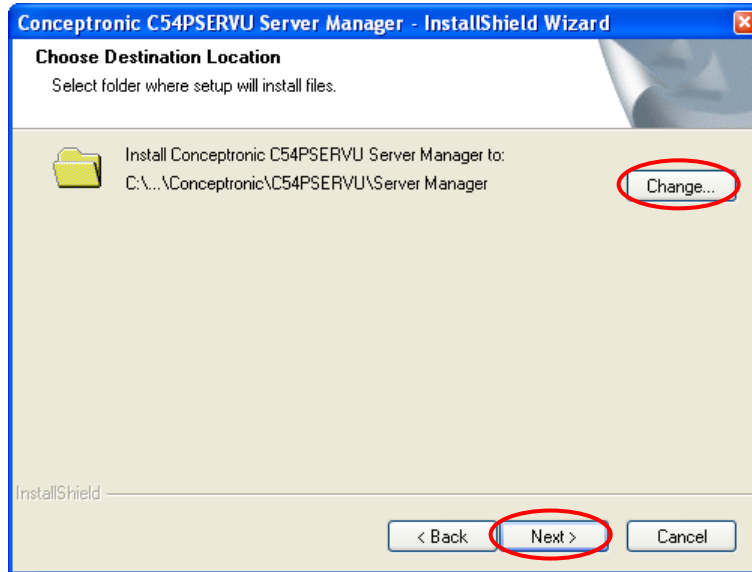 Conceptronic C54PSERVU Server Manager - InstallShield Wizard
Choose Destination Location
Select folder where setup will install files.
Install Conceptronic C54PSERVU Server Manager to:
C:\...\Conceptronic\C54PSERVU\Server Manager
Change...
InstallShield
< Back
Next >
Cancel